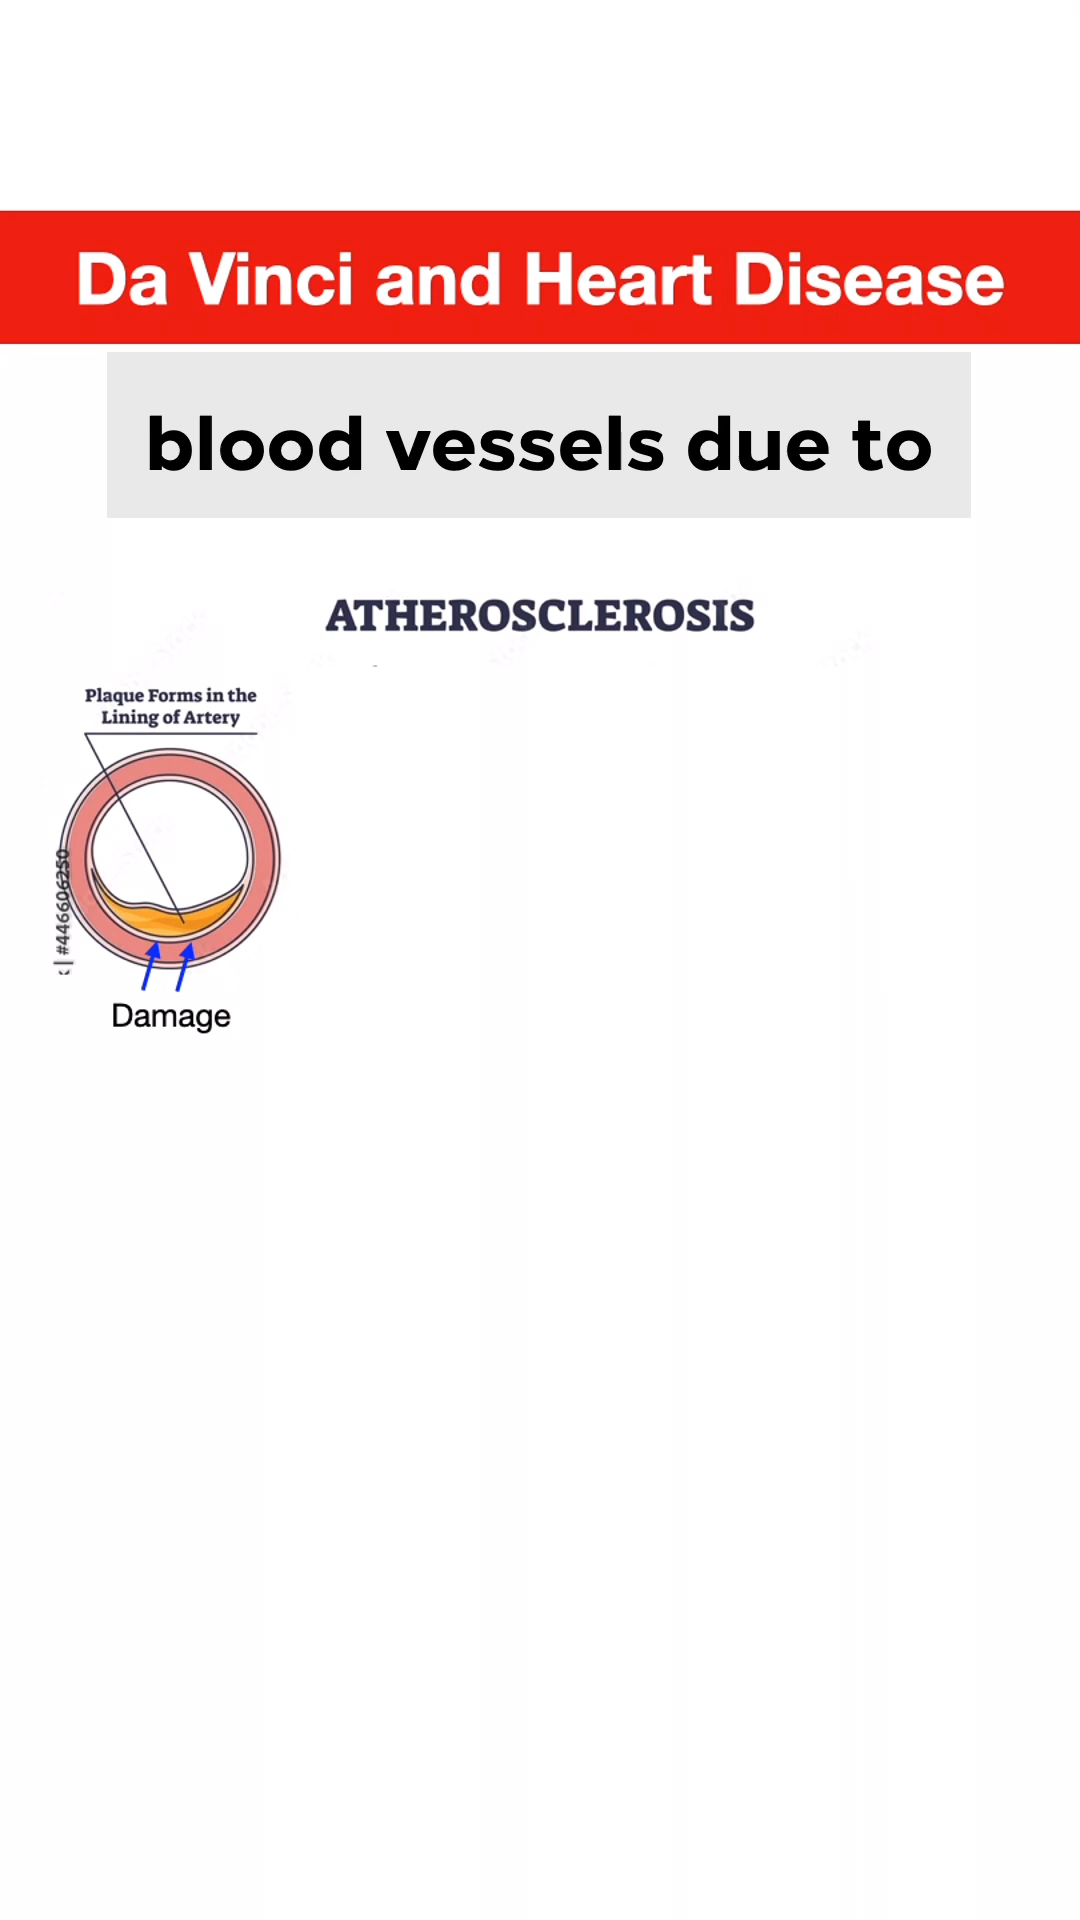 Da Vinci and Heart Disease
blood vessels due to
ATHEROSCLEROSIS
Plaque Forms in the
Lining of Artery
| #446606250
Damage